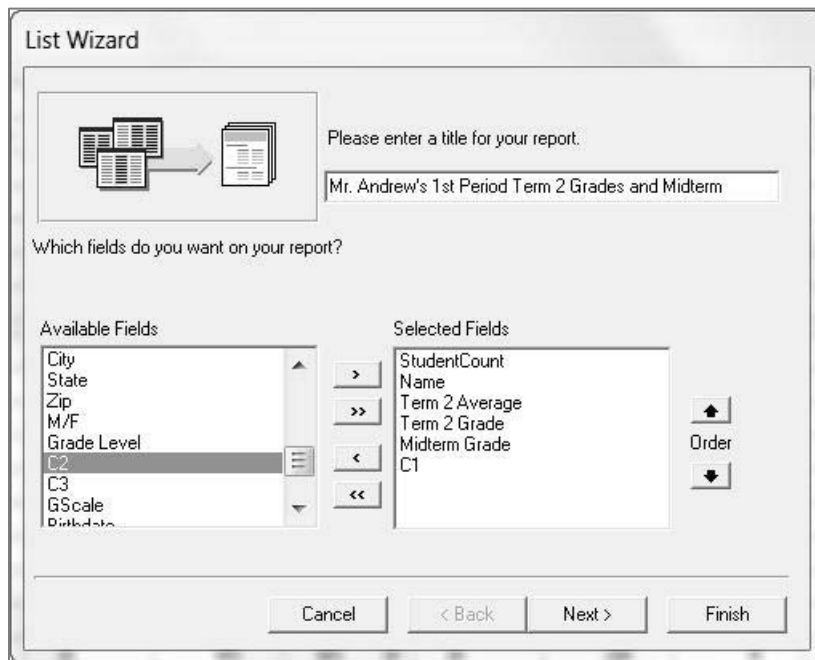 List Wizard
Please enter a title for your report.
Mr. Andrew's 1st Period Term 2 Grades and Midterm
Which fields do you want on your report?
Available Fields
City
State
Zip
M/F
Grade Level
C2
C3
GScale
Birthdate
>
>>
<
<<
Selected Fields
StudentCount
Name
Term 2 Average
Term 2 Grade
Midterm Grade
C1
Order
Cancel
< Back
Next >
Finish